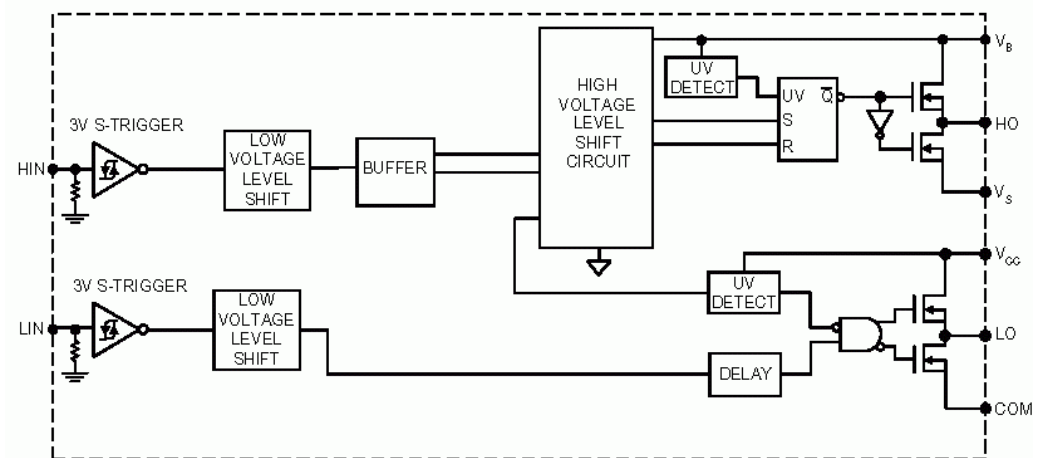 V_B
UV
DETECT
HIGH
VOLTAGE
LEVEL
SHIFT
CIRCUIT
UV Q̅
S
R
HO
3V S-TRIGGER
LOW
VOLTAGE
LEVEL
SHIFT
BUFFER
HIN
V_S
V_CC
3V S-TRIGGER
LOW
VOLTAGE
LEVEL
SHIFT
UV
DETECT
LIN
LO
DELAY
COM